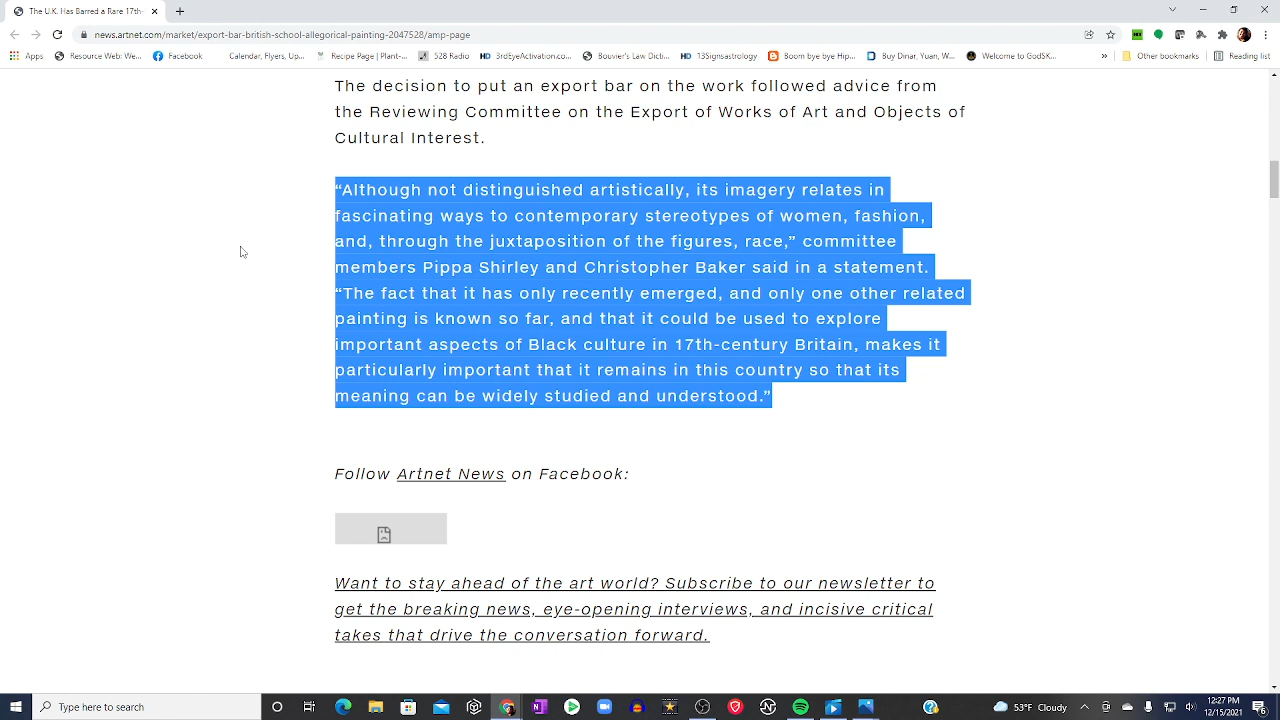 The U.K. Has Barred a Rare 17th-
news.artnet.com/market/export-bar-british-school-allegorical-painting-2047528/amp-page
Apps
Resource Web: We...
Facebook
Calendar, Flyers, Up...
Recipe Page | Plant-...
528 Radio
HD 3rdEyeActivation.co...
Bouvier's Law Dict...
HD 13Signsastrology
Boom bye bye Hip...
Buy Dinar, Yuan, W...
Welcome to GodSK...
»
Other bookmarks
Reading list
The decision to put an export bar on the work followed advice from
the Reviewing Committee on the Export of Works of Art and Objects of
Cultural Interest.
“Although not distinguished artistically, its imagery relates in
fascinating ways to contemporary stereotypes of women, fashion,
and, through the juxtaposition of the figures, race,” committee
members Pippa Shirley and Christopher Baker said in a statement.
“The fact that it has only recently emerged, and only one other related
painting is known so far, and that it could be used to explore
important aspects of Black culture in 17th-century Britain, makes it
particularly important that it remains in this country so that its
meaning can be widely studied and understood.”
Follow Artnet News on Facebook:
Want to stay ahead of the art world? Subscribe to our newsletter to
get the breaking news, eye-opening interviews, and incisive critical
takes that drive the conversation forward.
Type here to search
53°F Cloudy
12:27 PM
12/15/2021